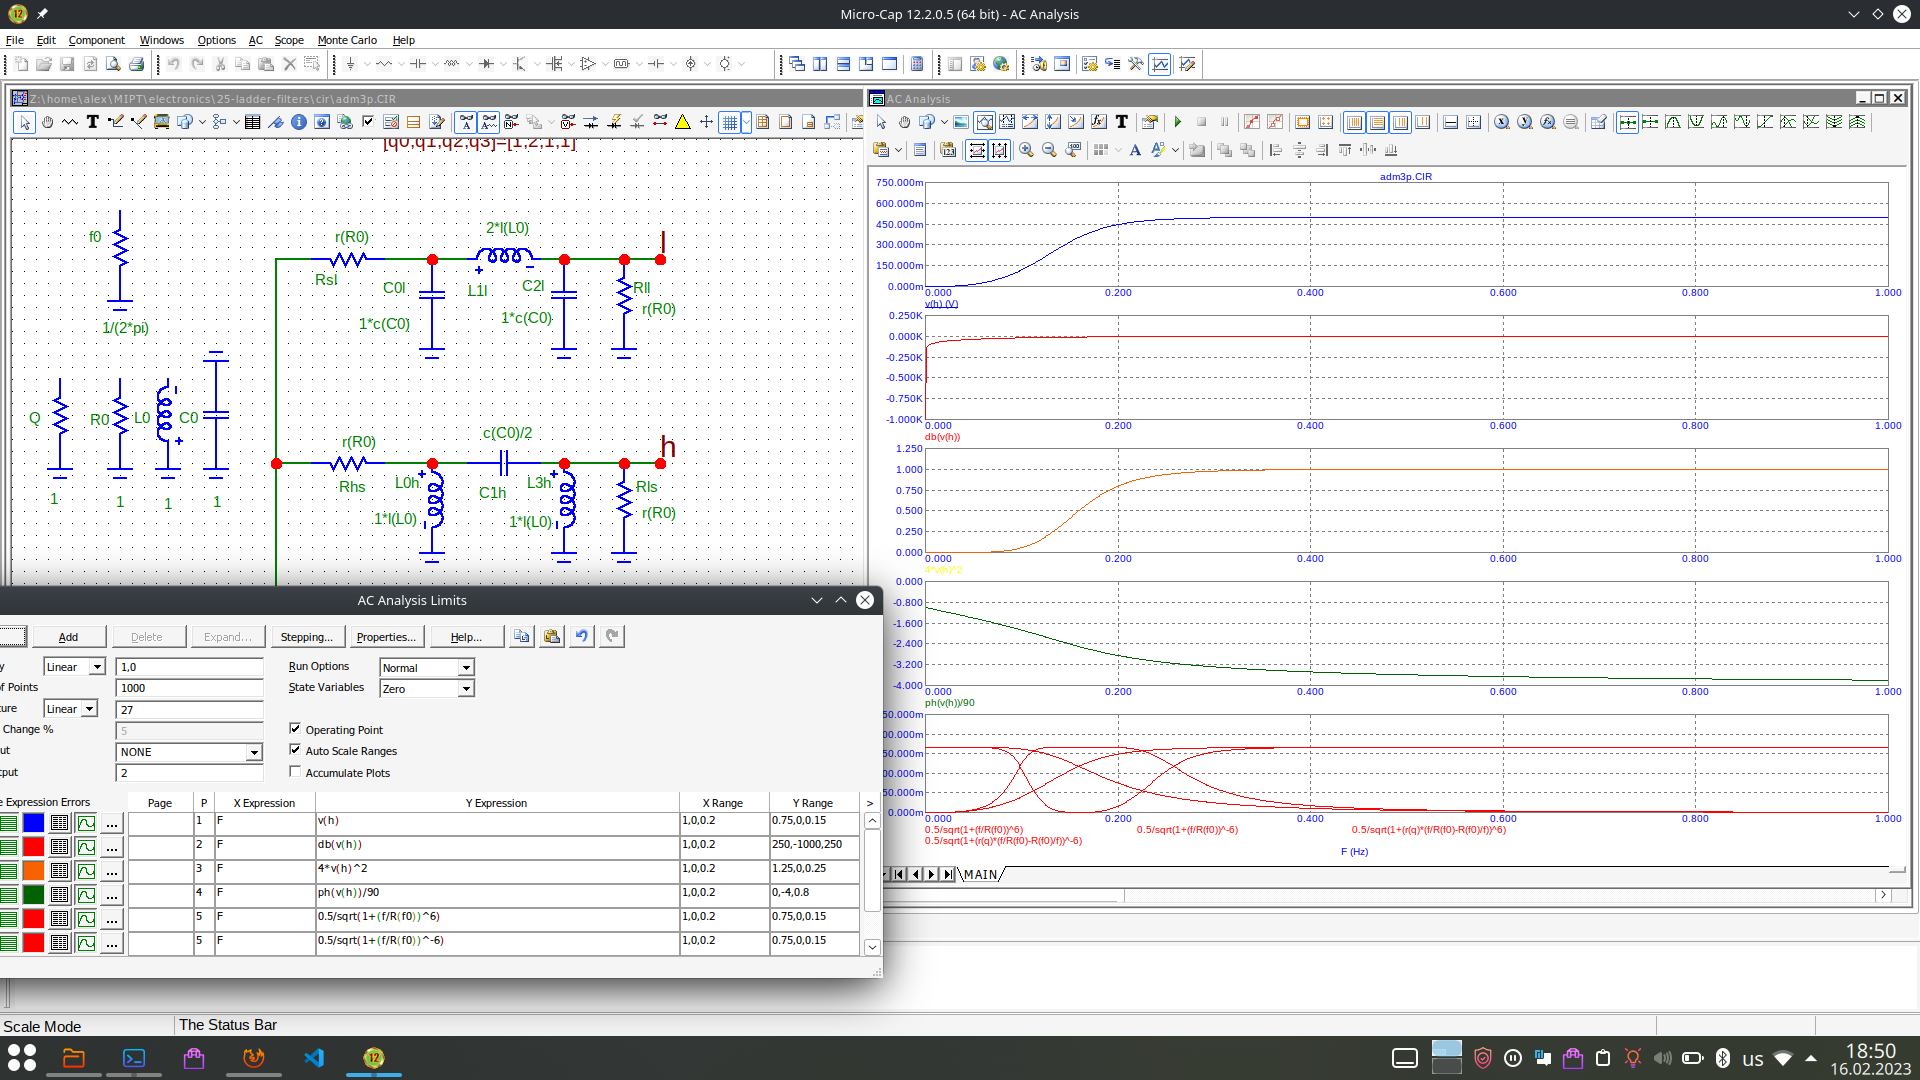 Micro-Cap 12.2.0.5 (64 bit) - AC Analysis
File Edit Component Windows Options AC Scope Monte Carlo Help
Z:\home\alex\MIPT\electronics\25-ladder-filters\cir\adm3p.CIR
AC Analysis
[q0,q1,q2,q3]=[1,2,1,1]
f0
1/(2*pi)
r(R0)
Rsl
2*l(L0)
l
C0l
L1l
C2l
Rll
r(R0)
1*c(C0)
1*c(C0)
Q
R0
L0
C0
1
1
1
1
r(R0)
Rhs
c(C0)/2
h
L0h
C1h
L3h
Rls
r(R0)
1*l(L0)
1*l(L0)
adm3p.CIR
750.000m
600.000m
450.000m
300.000m
150.000m
0.000m
0.000 0.200 0.400 0.600 0.800 1.000
v(h) (V)
0.250K
0.000K
-0.250K
-0.500K
-0.750K
-1.000K
0.000 0.200 0.400 0.600 0.800 1.000
db(v(h))
1.250
1.000
0.750
0.500
0.250
0.000
0.000 0.200 0.400 0.600 0.800 1.000
4*v(h)^2
0.000
-0.800
-1.600
-2.400
-3.200
-4.000
0.000 0.200 0.400 0.600 0.800 1.000
ph(v(h))/90
50.000m
00.000m
50.000m
00.000m
50.000m
0.000m
0.000 0.200 0.400 0.600 0.800 1.000
0.5/sqrt(1+(f/R(f0))^6) 0.5/sqrt(1+(f/R(f0))^-6) 0.5/sqrt(1+(r(q)*(f/R(f0)-R(f0)/f))^6)
0.5/sqrt(1+(r(q)*(f/R(f0)-R(f0)/f))^-6)
F (Hz)
MAIN
AC Analysis Limits
Add Delete Expand... Stepping... Properties... Help...
y Linear 1,0 Run Options Normal
f Points 1000 State Variables Zero
ture Linear 27
Change % 5 Operating Point
ut NONE Auto Scale Ranges
tput 2 Accumulate Plots
e Expression Errors Page P X Expression Y Expression X Range Y Range >
1 F v(h) 1,0,0.2 0.75,0,0.15
2 F db(v(h)) 1,0,0.2 250,-1000,250
3 F 4*v(h)^2 1,0,0.2 1.25,0,0.25
4 F ph(v(h))/90 1,0,0.2 0,-4,0.8
5 F 0.5/sqrt(1+(f/R(f0))^6) 1,0,0.2 0.75,0,0.15
5 F 0.5/sqrt(1+(f/R(f0))^-6) 1,0,0.2 0.75,0,0.15
Scale Mode
The Status Bar
us
18:50
16.02.2023